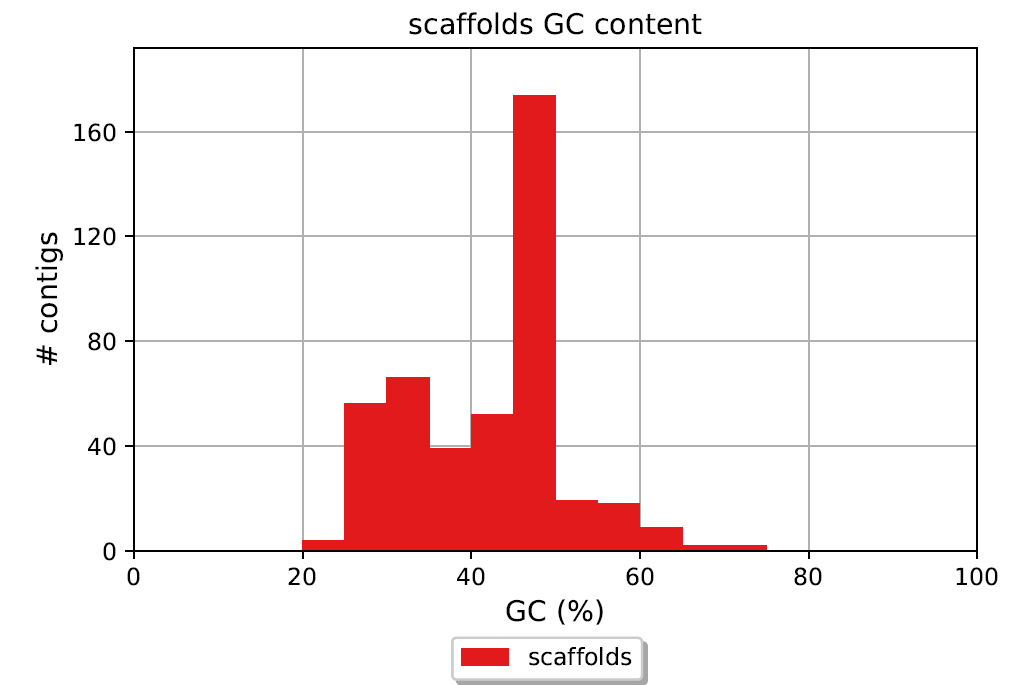 scaffolds GC content
160
120
80
40
0
# contigs
0 20 40 60 80 100
GC (%)
scaffolds